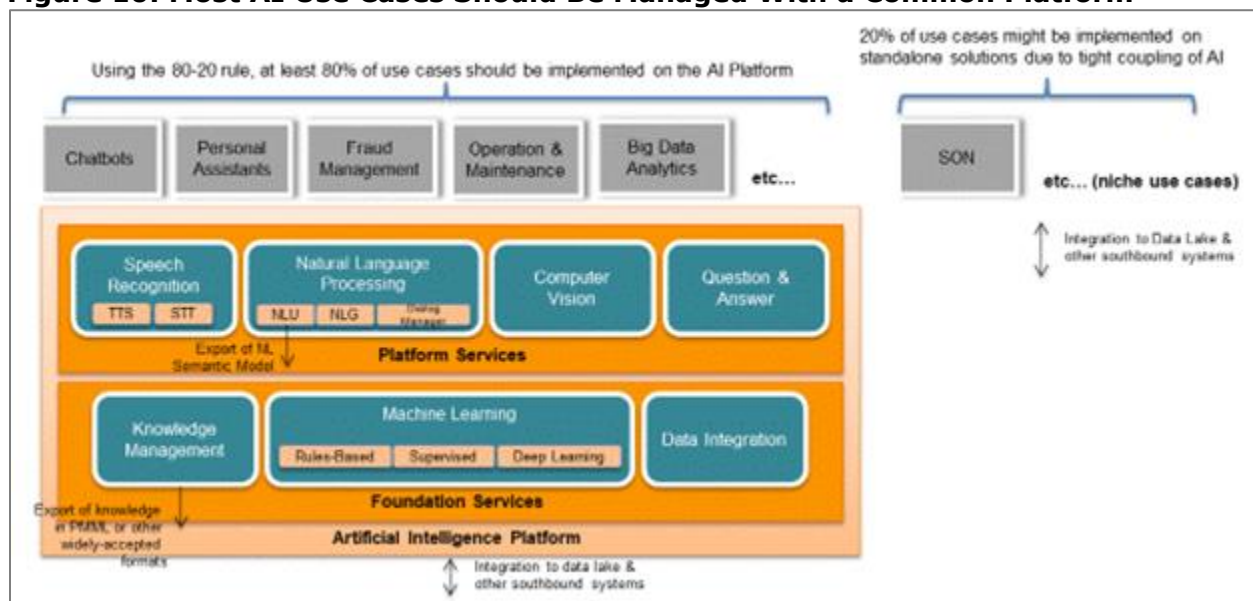 Figure 10: Most AI Use Cases Should Be Managed With a Common Platform
20% of use cases might be implemented on
standalone solutions due to tight coupling of AI
Using the 80-20 rule, at least 80% of use cases should be implemented on the AI Platform
Chatbots
Personal
Assistants
Fraud
Management
Operation &
Maintenance
Big Data
Analytics
etc...
SON
etc... (niche use cases)
Integration to Data Lake &
other southbound systems
Speech
Recognition
TTS
STT
Natural Language
Processing
NLU
NLG
Dialog
Manager
Computer
Vision
Question &
Answer
Export of NL
Semantic Model
Platform Services
Knowledge
Management
Machine Learning
Rules-Based
Supervised
Deep Learning
Data Integration
Foundation Services
Export of knowledge
in PMML or other
widely-accepted
formats
Artificial Intelligence Platform
Integration to data lake &
other southbound systems